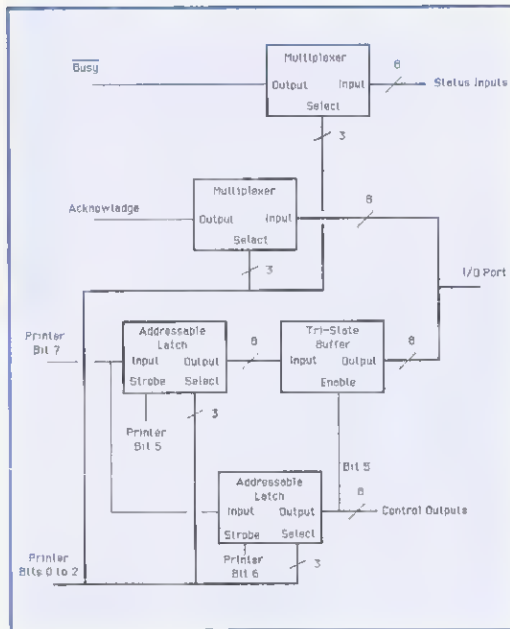 Multiplexer
8
Busy
Output
Input
Status Inputs
Select
3
Multiplexer
8
Acknowladge
Output
Input
Select
3
I/O Port
Addressable
Latch
Tri-State
Buffer
8
8
Printer
Bit 7
Input
Output
Input
Output
Strobe
Select
Enable
3
Printer
Bit 5
Bit 5
Addressable
Latch
8
Input
Output
Control Outputs
Strobe
Select
Printer
Bit 6
3
Printer
Bits 0 to 2